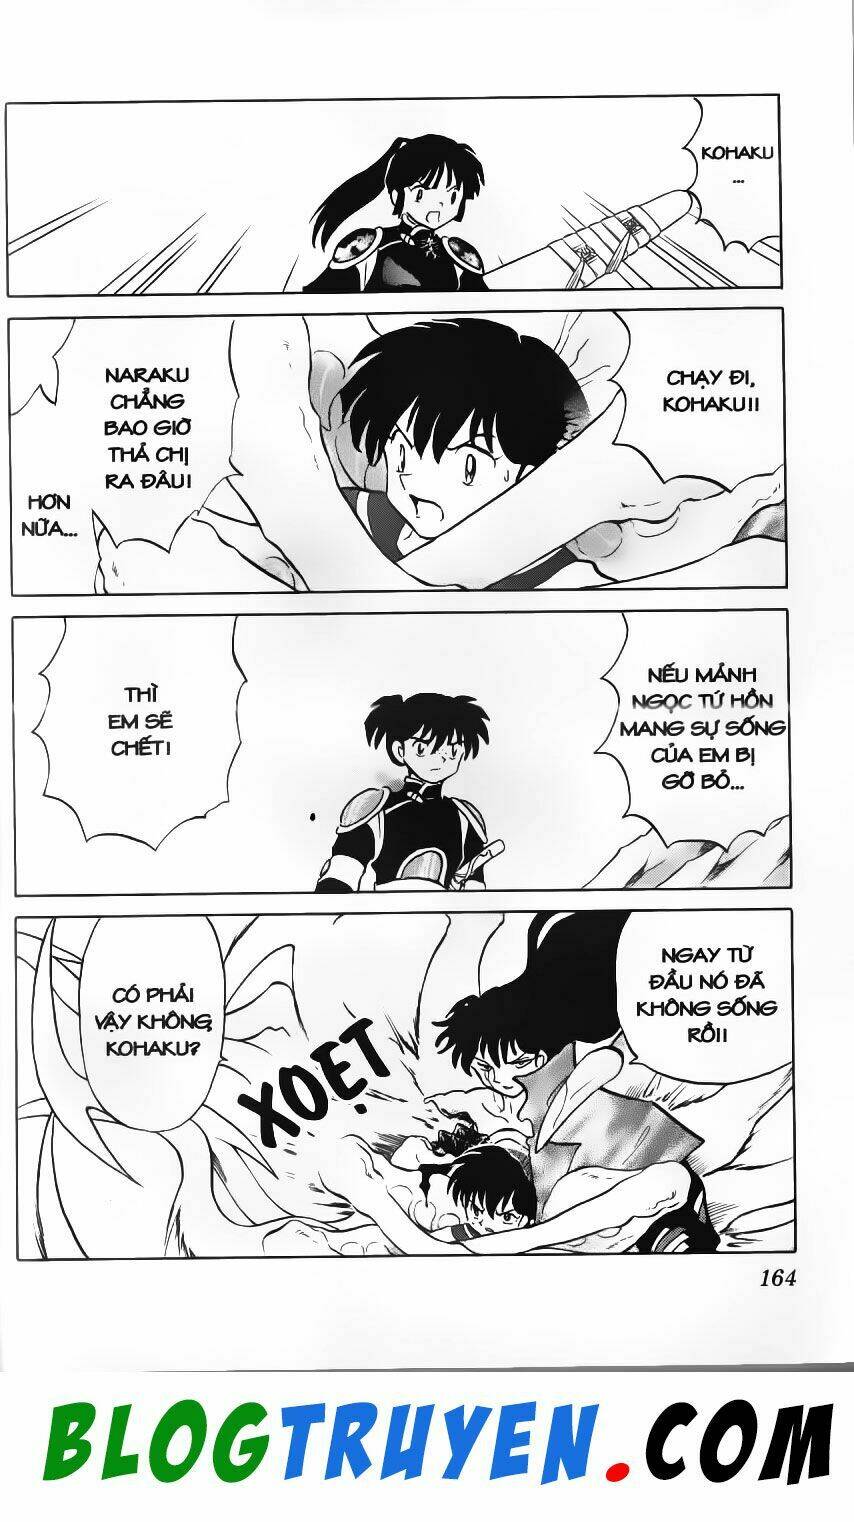 KOHAKU
...
CHẠY ĐI,
KOHAKU!!
NARAKU
CHẲNG
BAO GIỜ
THẢ CHỊ
RA ĐÂU!
HƠN
NỮA...
NẾU MẢNH
NGỌC TỨ HỒN
MANG SỰ SỐNG
CỦA EM BỊ
GỠ BỎ...
THÌ
EM SẼ
CHẾT!
NGAY TỪ
ĐẦU NÓ ĐÃ
KHÔNG SỐNG
RỒI!
XOẸT
CÓ PHẢI
VẬY KHÔNG,
KOHAKU?
164
BLOGTRUYEN.COM